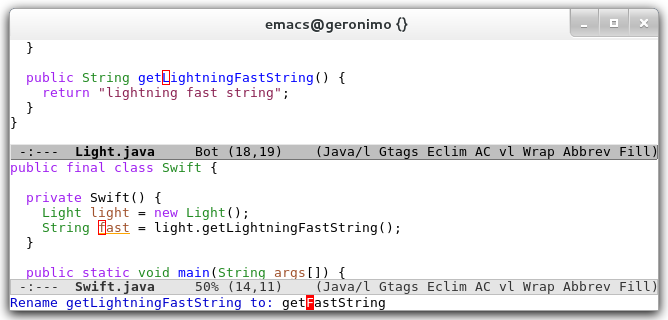 emacs@geronimo {}
  }

  public String getLightningFastString() {
    return "lightning fast string";
  }
}

 -:---  Light.java     Bot (18,19)    (Java/l Gtags Eclim AC vl Wrap Abbrev Fill)
public final class Swift {

  private Swift() {
    Light light = new Light();
    String fast = light.getLightningFastString();
  }

  public static void main(String args[]) {
 -:---  Swift.java     50% (14,11)    (Java/l Gtags Eclim AC vl Wrap Abbrev Fill)
Rename getLightningFastString to: getFastString